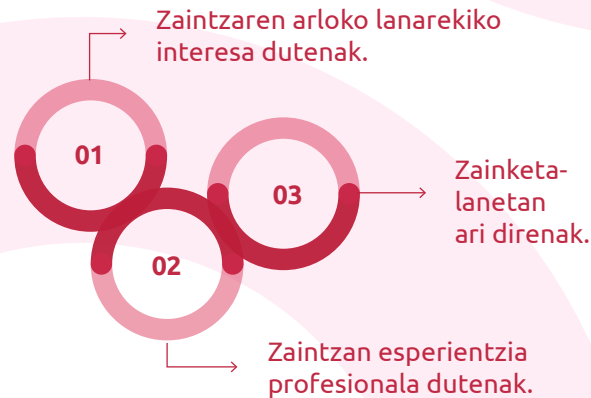 Zaintzaren arloko lanarekiko
interesa dutenak.
01
03
Zainketa-
lanetan
ari direnak.
02
Zaintzan esperientzia
profesionala dutenak.